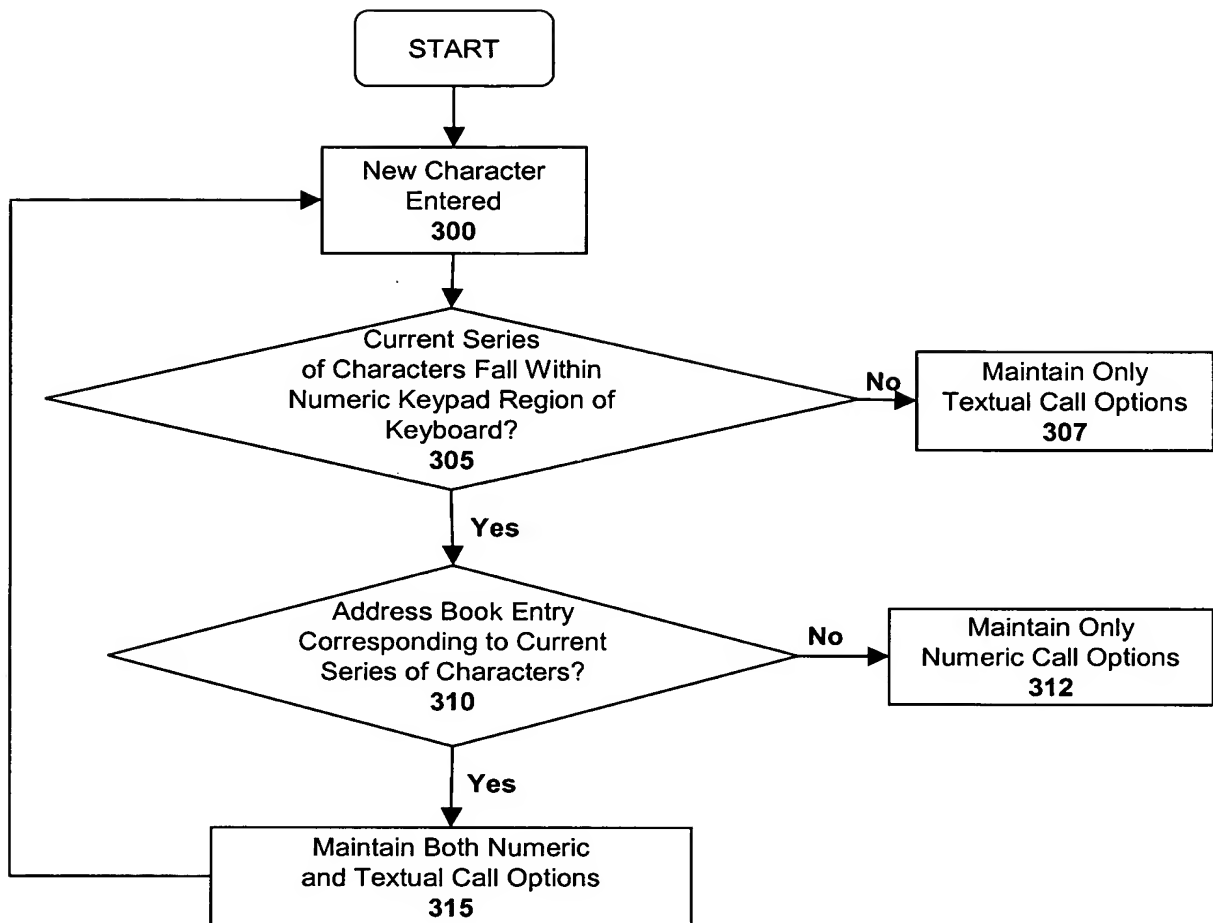 START
New Character
Entered
300
Current Series
of Characters Fall Within
Numeric Keypad Region of
Keyboard?
305
No
Maintain Only
Textual Call Options
307
Yes
Address Book Entry
Corresponding to Current
Series of Characters?
310
No
Maintain Only
Numeric Call Options
312
Yes
Maintain Both Numeric
and Textual Call Options
315